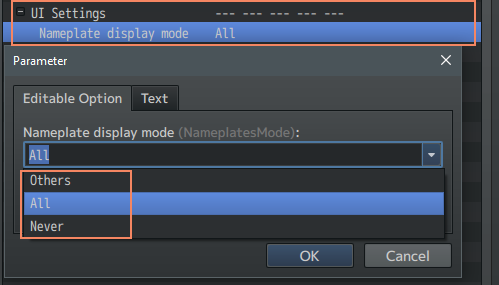 UI Settings --- --- --- --- ---
Nameplate display mode All
Parameter
Editable Option Text
Nameplate display mode (NameplatesMode):
All
Others
All
Never
OK Cancel